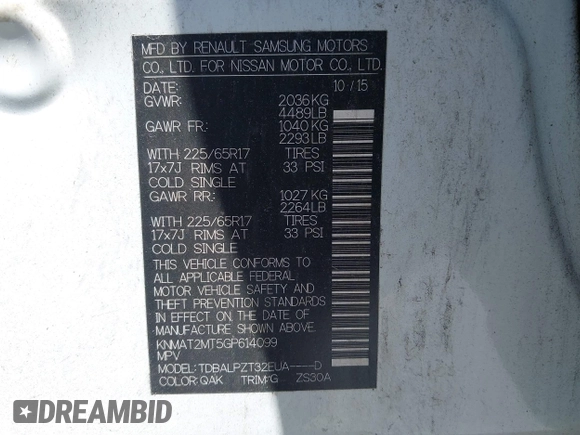 MFD BY RENAULT SAMSUNG MOTORS
CO., LTD. FOR NISSAN MOTOR CO., LTD.
DATE: 10/15
GVWR: 2036KG
4489LB
GAWR FR: 1040KG
2293LB
WITH 225/65R17 TIRES
17x7J RIMS AT 33 PSI
COLD SINGLE
GAWR RR: 1027 KG
2264LB
WITH 225/65R17 TIRES
17x7J RIMS AT 33 PSI
COLD SINGLE
THIS VEHICLE CONFORMS TO
ALL APPLICABLE FEDERAL
MOTOR VEHICLE SAFETY AND
THEFT PREVENTION STANDARDS
IN EFFECT ON THE DATE OF
MANUFACTURE SHOWN ABOVE.
KNMAT2MT5GP614099
MPV
MODEL: TDBALPZT32EUA----D
COLOR: QAK TRIM: G ZS30A
DREAMBID
dreambid.com